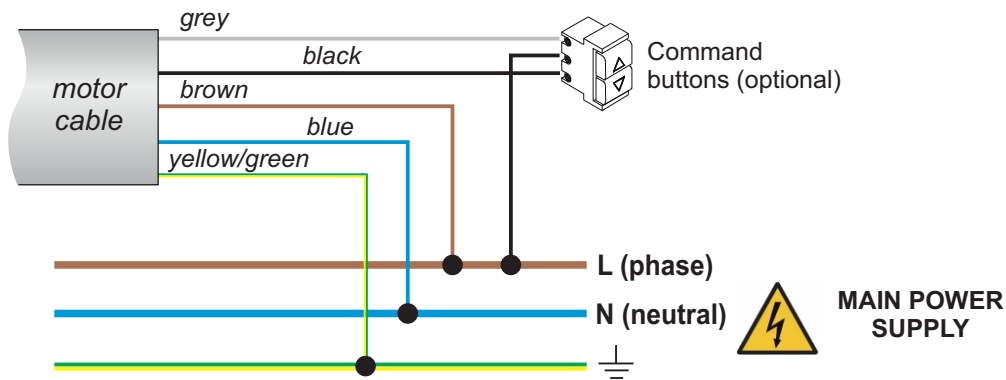 grey
black
Command
buttons (optional)
motor
cable
brown
blue
yellow/green
L (phase)
N (neutral)
MAIN POWER
SUPPLY